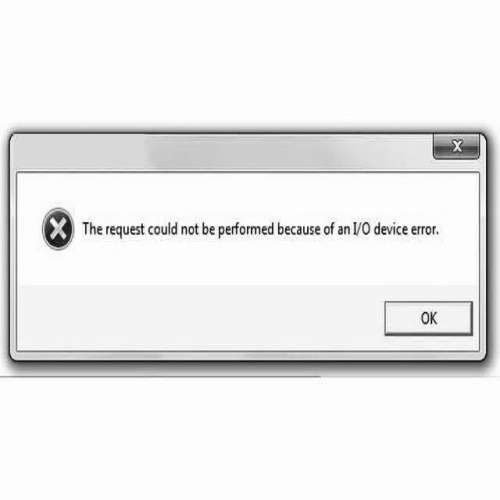 The request could not be performed because of an I/O device error.
OK